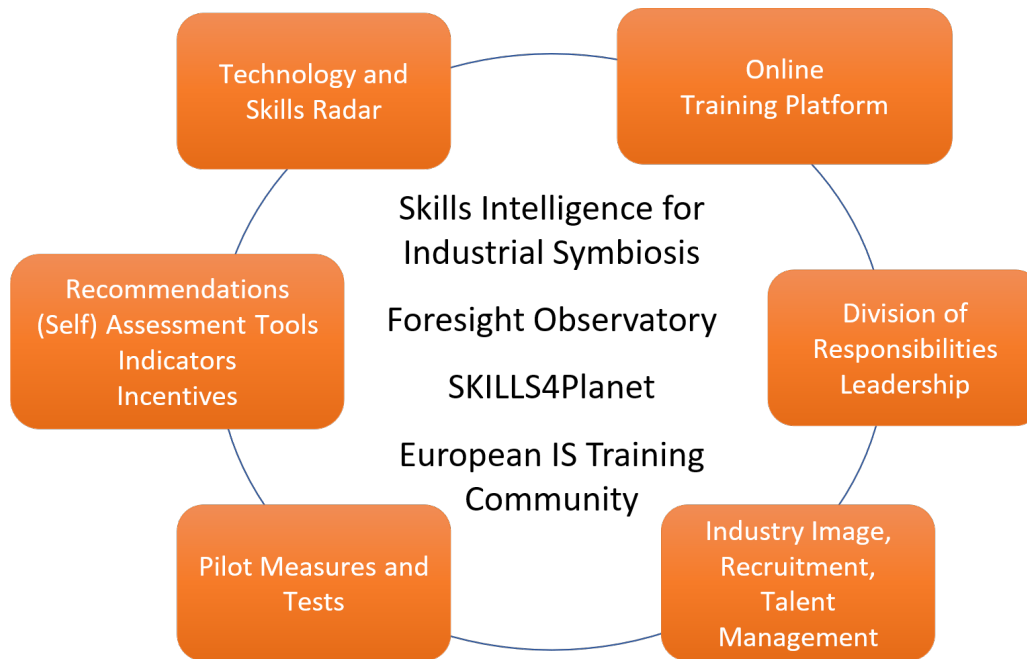 Technology and
Skills Radar
Online
Training Platform
Skills Intelligence for
Industrial Symbiosis
Foresight Observatory
SKILLS4Planet
European IS Training
Community
Recommendations
(Self) Assessment Tools
Indicators
Incentives
Division of
Responsibilities
Leadership
Pilot Measures and
Tests
Industry Image,
Recruitment,
Talent
Management